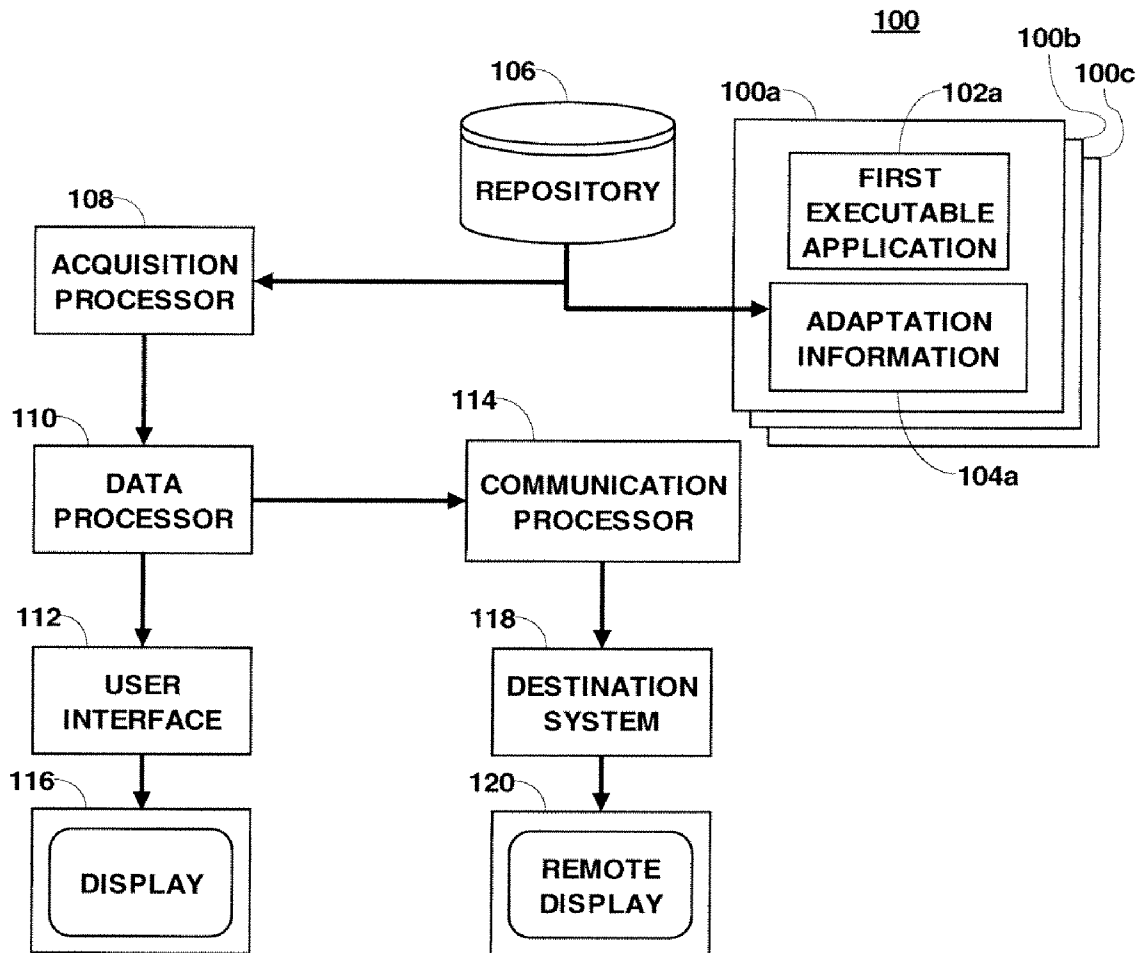 100
100b
100c
106
100a
102a
REPOSITORY
FIRST
EXECUTABLE
APPLICATION
108
ACQUISITION
PROCESSOR
ADAPTATION
INFORMATION
110
114
104a
DATA
PROCESSOR
COMMUNICATION
PROCESSOR
112
118
USER
INTERFACE
DESTINATION
SYSTEM
116
120
DISPLAY
REMOTE
DISPLAY